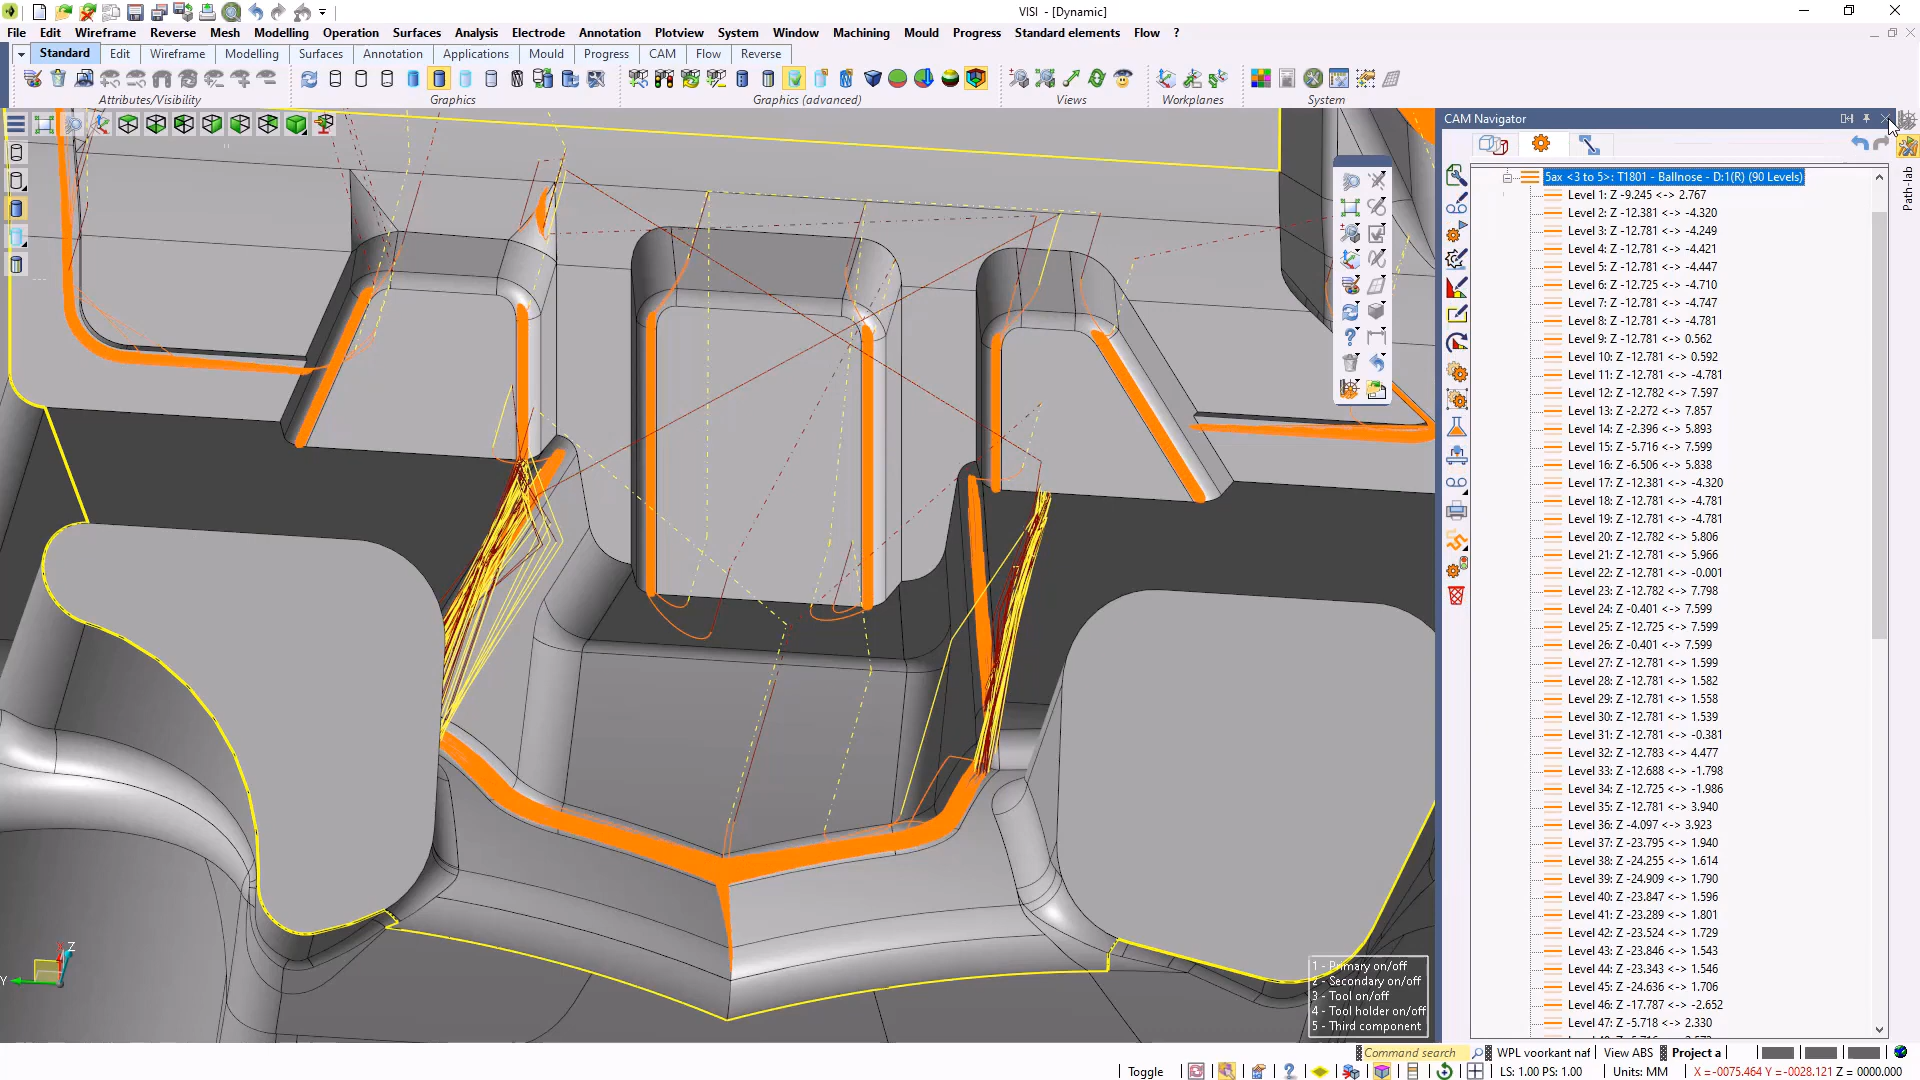 VISI - [Dynamic]
File Edit Wireframe Reverse Mesh Modelling Operation Surfaces Analysis Electrode Annotation Plotview System Window Machining Mould Progress Standard elements Flow ?
Standard Edit Wireframe Modelling Surfaces Annotation Applications Mould Progress CAM Flow Reverse
Attributes/Visibility Graphics Graphics (advanced) Views Workplanes System
CAM Navigator
Path-lab
5ax <3 to 5>: T1801 - Ballnose - D:1(R) (90 Levels)
Level 1: Z -9.245 <-> 2.767
Level 2: Z -12.381 <-> -4.320
Level 3: Z -12.781 <-> -4.249
Level 4: Z -12.781 <-> -4.421
Level 5: Z -12.781 <-> -4.447
Level 6: Z -12.725 <-> -4.710
Level 7: Z -12.781 <-> -4.747
Level 8: Z -12.781 <-> -4.781
Level 9: Z -12.781 <-> 0.562
Level 10: Z -12.781 <-> 0.592
Level 11: Z -12.781 <-> -4.781
Level 12: Z -12.782 <-> 7.597
Level 13: Z -2.272 <-> 7.857
Level 14: Z -2.396 <-> 5.893
Level 15: Z -5.716 <-> 7.599
Level 16: Z -6.506 <-> 5.838
Level 17: Z -12.381 <-> -4.320
Level 18: Z -12.781 <-> -4.781
Level 19: Z -12.781 <-> -4.781
Level 20: Z -12.782 <-> 5.806
Level 21: Z -12.781 <-> 5.966
Level 22: Z -12.781 <-> -0.001
Level 23: Z -12.782 <-> 7.798
Level 24: Z -0.401 <-> 7.599
Level 25: Z -12.725 <-> 7.599
Level 26: Z -0.401 <-> 7.599
Level 27: Z -12.781 <-> 1.599
Level 28: Z -12.781 <-> 1.582
Level 29: Z -12.781 <-> 1.558
Level 30: Z -12.781 <-> 1.539
Level 31: Z -12.781 <-> -0.381
Level 32: Z -12.783 <-> 4.477
Level 33: Z -12.688 <-> -1.798
Level 34: Z -12.725 <-> -1.986
Level 35: Z -12.781 <-> 3.940
Level 36: Z -4.097 <-> 3.923
Level 37: Z -23.795 <-> 1.940
Level 38: Z -24.255 <-> 1.614
Level 39: Z -24.909 <-> 1.790
Level 40: Z -23.847 <-> 1.596
Level 41: Z -23.289 <-> 1.801
Level 42: Z -23.524 <-> 1.729
Level 43: Z -23.846 <-> 1.543
Level 44: Z -23.343 <-> 1.546
Level 45: Z -24.636 <-> 1.706
Level 46: Z -17.787 <-> -2.652
Level 47: Z -5.718 <-> 2.330
1 - Primary on/off
2 - Secondary on/off
3 - Tool on/off
4 - Tool holder on/off
5 - Third component
Z
Y
Command search WPL voorkant naf View ABS Project a
Toggle LS: 1.00 PS: 1.00 Units: MM X =-0075.464 Y =-0028.121 Z = 0000.000